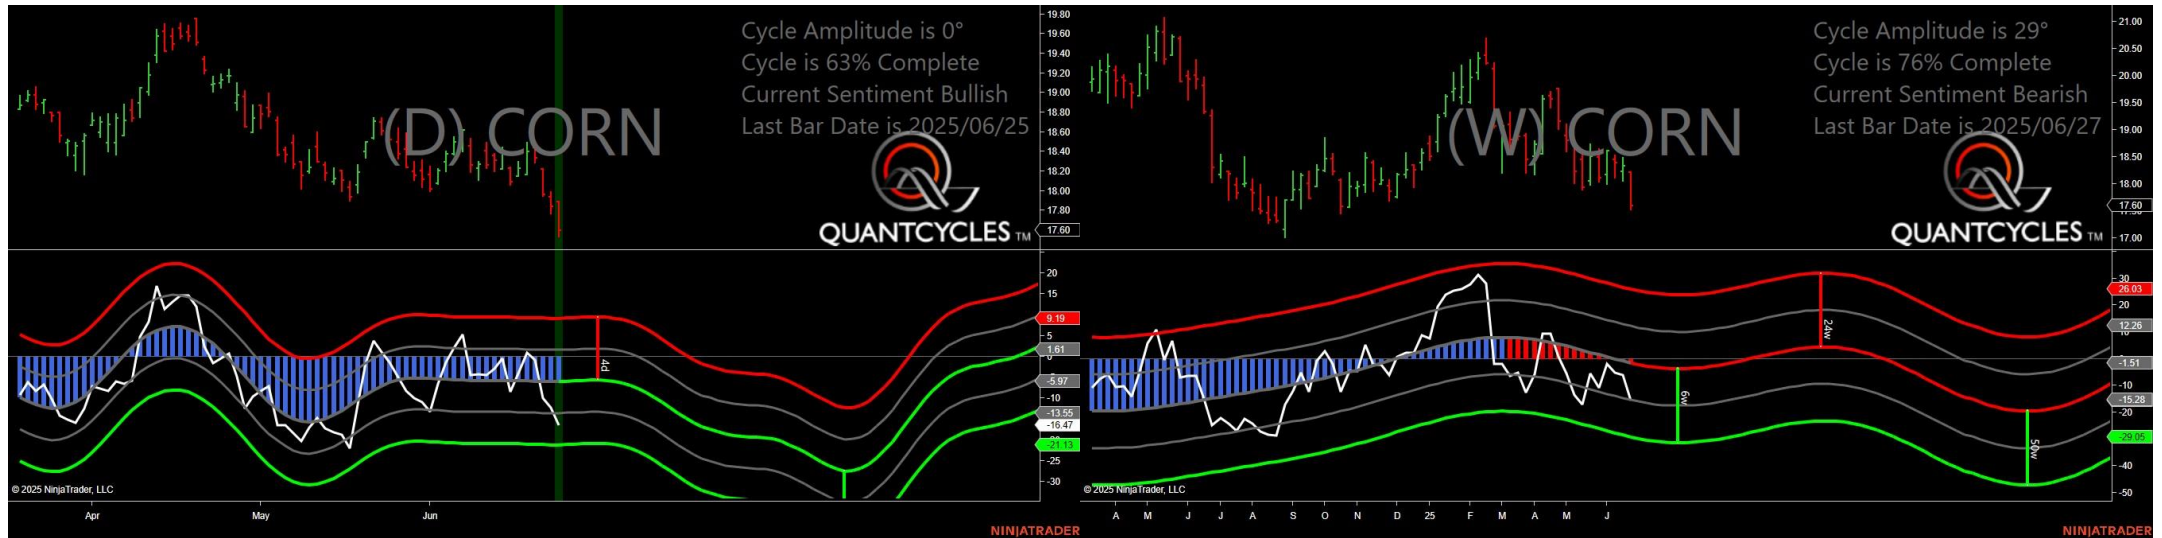 Cycle Amplitude is 0°
Cycle is 63% Complete
Current Sentiment Bullish
Last Bar Date is 2025/06/25
(D) CORN
QUANTCYCLES TM
19.80
19.60
19.40
19.20
19.00
18.80
18.60
18.40
18.20
18.00
17.80
17.60
20
15
9.19
5
1.61
-5.97
-10
-13.55
-16.47
-21.13
-25
-30
4d
© 2025 NinjaTrader, LLC
Apr May Jun
NINJATRADER
Cycle Amplitude is 29°
Cycle is 76% Complete
Current Sentiment Bearish
Last Bar Date is 2025/06/27
(W) CORN
QUANTCYCLES TM
21.00
20.50
20.00
19.50
19.00
18.50
18.00
17.60
17.00
30
26.03
20
12.26
-1.51
-10
-15.28
-20
-29.05
-40
-50
24w
6w
50w
© 2025 NinjaTrader, LLC
A M J J A S O N D 25 F M A M J
NINJATRADER